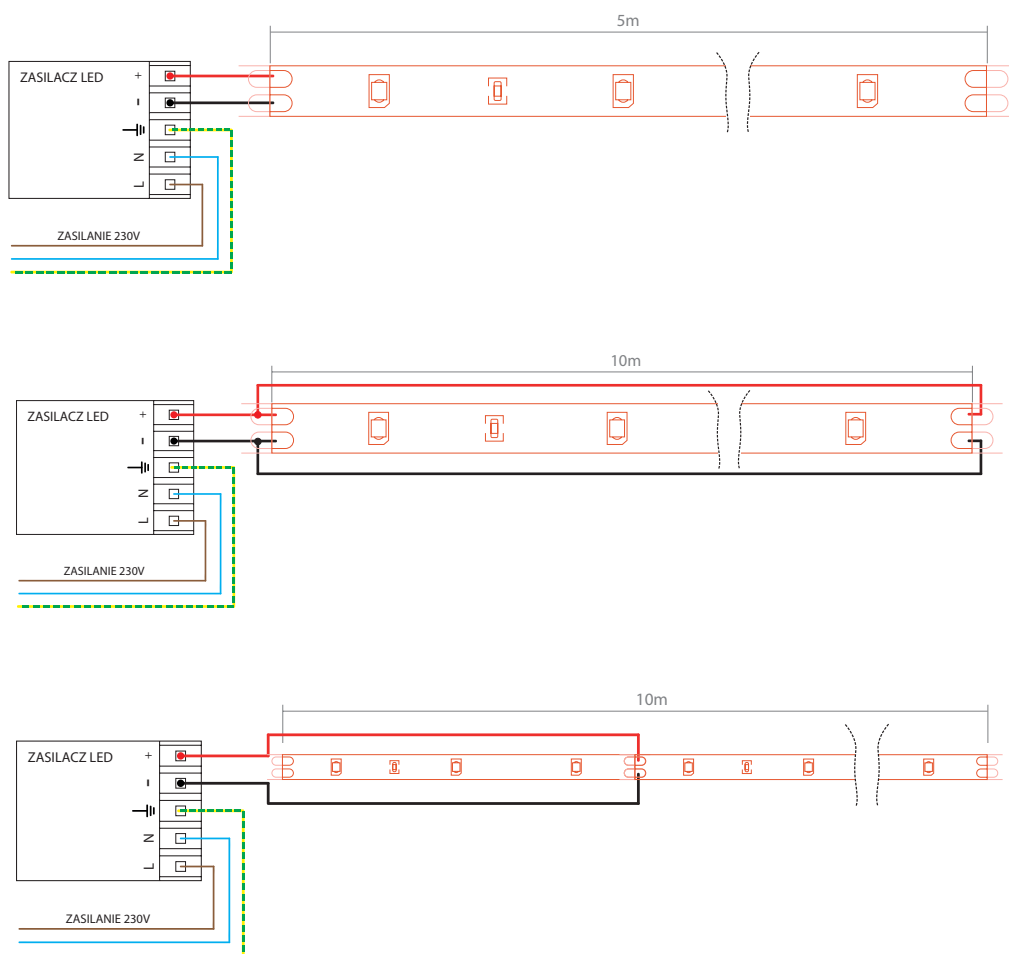 5m
ZASILACZ LED
+
-
N
L
ZASILANIE 230V
10m
ZASILACZ LED
+
-
N
L
ZASILANIE 230V
10m
ZASILACZ LED
+
-
N
L
ZASILANIE 230V